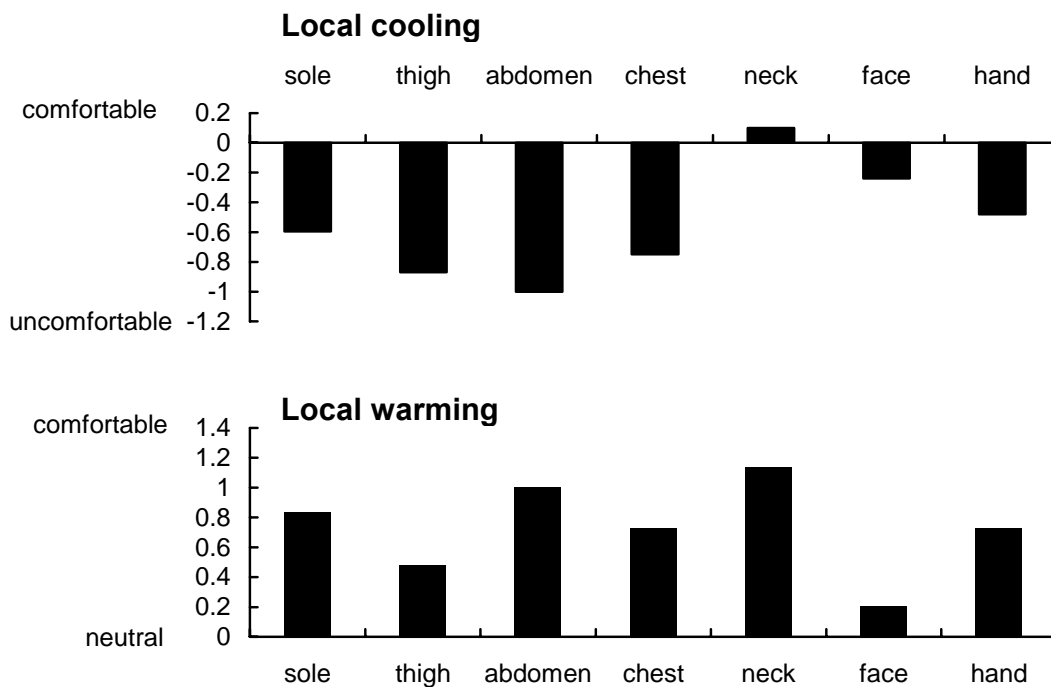 Local cooling
sole thigh abdomen chest neck face hand
comfortable 0.2
0
-0.2
-0.4
-0.6
-0.8
-1
uncomfortable -1.2
Local warming
comfortable 1.4
1.2
1
0.8
0.6
0.4
0.2
neutral 0
sole thigh abdomen chest neck face hand